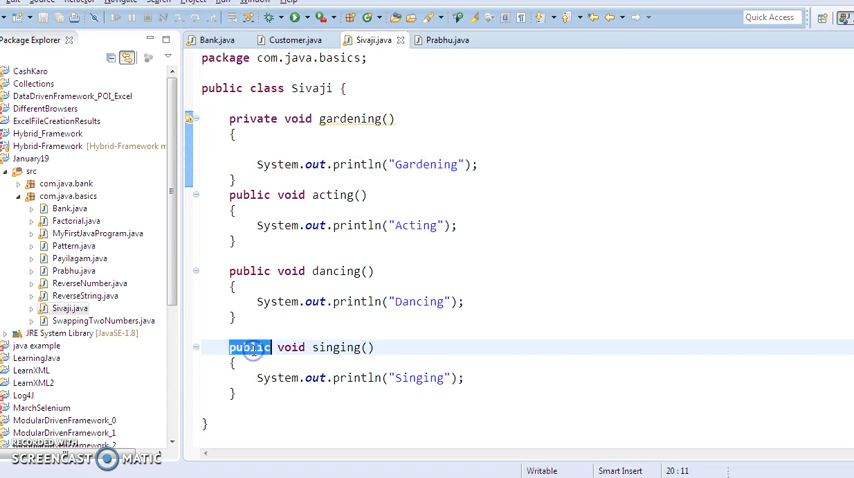 Quick Access
Package Explorer
Bank.java
Customer.java
Sivaji.java
Prabhu.java
CashKaro
Collections
DataDrivenFramework_POI_Excel
DifferentBrowsers
ExcelFileCreationResults
Hybrid_Framework
Hybrid-Framework [Hybrid-Framework m
January19
src
com.java.bank
com.java.basics
Bank.java
Factorial.java
MyFirstJavaProgram.java
Pattern.java
Payilagam.java
Prabhu.java
ReverseNumber.java
ReverseString.java
Sivaji.java
SwappingTwoNumbers.java
JRE System Library [JavaSE-1.8]
java example
LearningJava
LearnXML
LearnXML2
Log4J
MarchSelenium
ModularDrivenFramework_0
ModularDrivenFramework_1
package com.java.basics;
public class Sivaji {
private void gardening()
{
System.out.println("Gardening");
}
public void acting()
{
System.out.println("Acting");
}
public void dancing()
{
System.out.println("Dancing");
}
public void singing()
{
System.out.println("Singing");
}
}
RECORDED WITH
SCREENCAST MATIC
Writable
Smart Insert
20 : 11